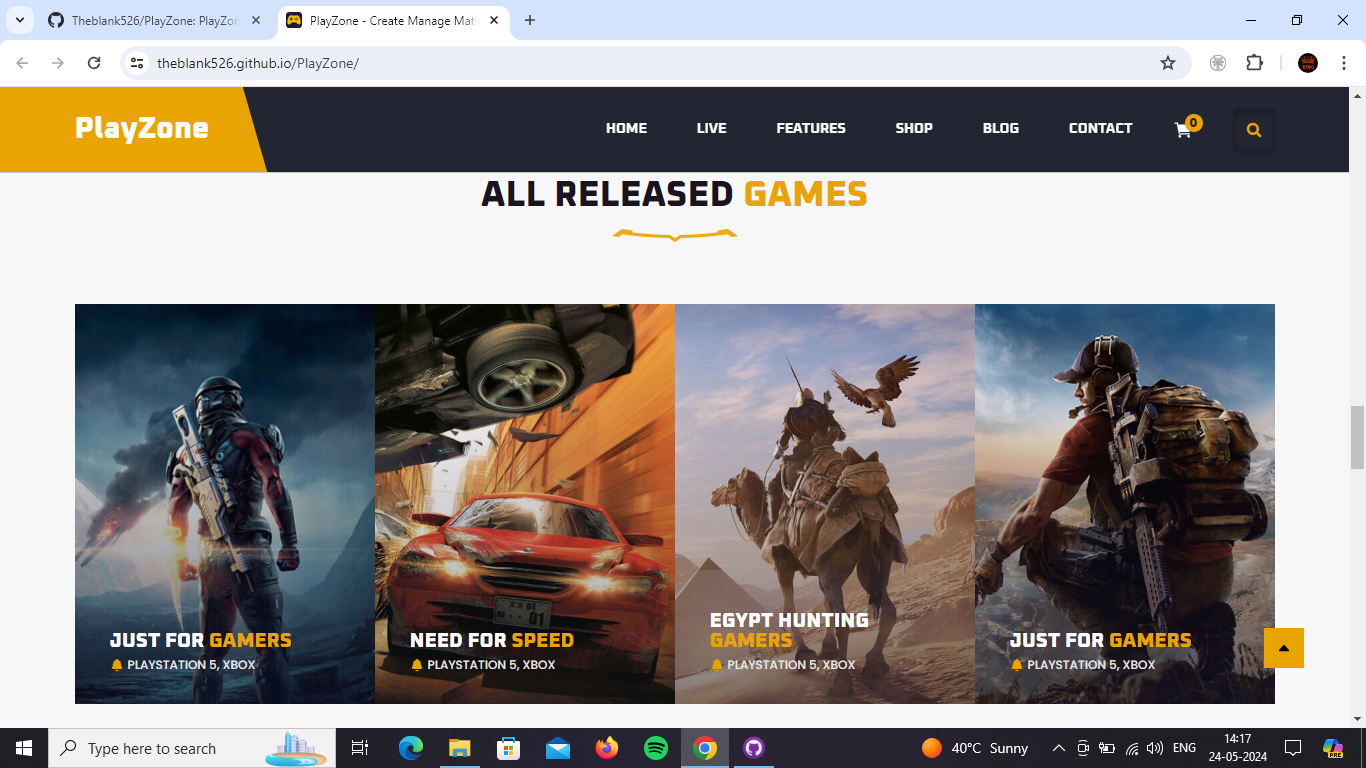 Theblank526/PlayZone: PlayZon
PlayZone - Create Manage Mat
theblank526.github.io/PlayZone/
PlayZone
HOME
LIVE
FEATURES
SHOP
BLOG
CONTACT
0
ALL RELEASED GAMES
JUST FOR GAMERS
PLAYSTATION 5, XBOX
NEED FOR SPEED
PLAYSTATION 5, XBOX
EGYPT HUNTING
GAMERS
PLAYSTATION 5, XBOX
JUST FOR GAMERS
PLAYSTATION 5, XBOX
Type here to search
40°C Sunny
ENG
14:17
24-05-2024
PRE